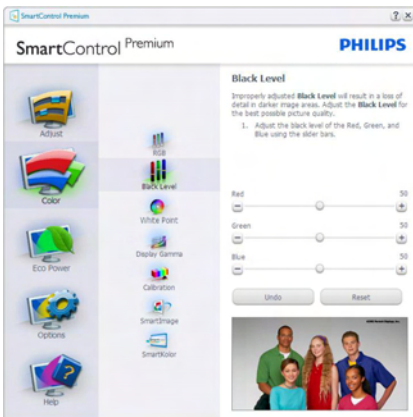 SmartControl Premium
SmartControl Premium
PHILIPS
Adjust
Color
Eco Power
Options
Help
RGB
Black Level
White Point
Display Gamma
Calibration
SmartImage
SmartKolor
Black Level
Improperly adjusted Black Level will result in a loss of
detail in darker image areas. Adjust the Black Level for
the best possible picture quality.
1. Adjust the black level of the Red, Green, and
Blue using the slider bars.
Red 50
Green 50
Blue 50
Undo Reset